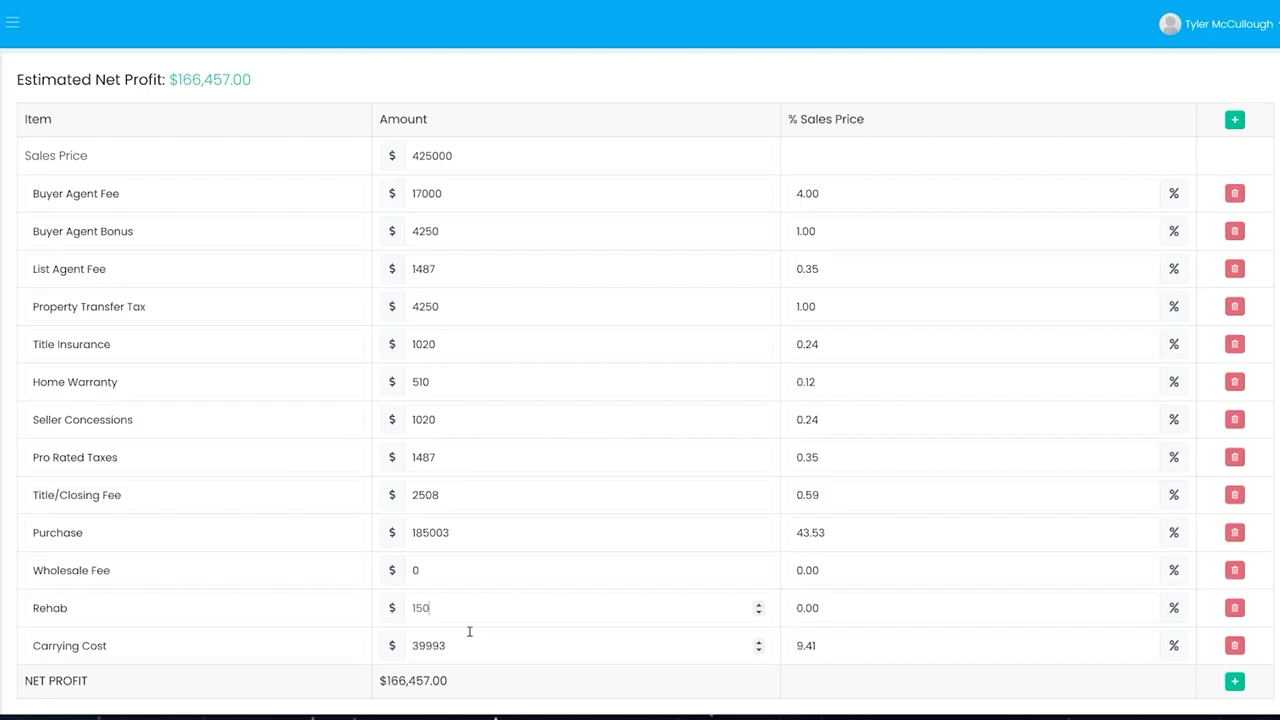 Tyler McCullough
Estimated Net Profit: $166,457.00
Item Amount % Sales Price +
Sales Price $ 425000
Buyer Agent Fee $ 17000 4.00 %
Buyer Agent Bonus $ 4250 1.00 %
List Agent Fee $ 1487 0.35 %
Property Transfer Tax $ 4250 1.00 %
Title Insurance $ 1020 0.24 %
Home Warranty $ 510 0.12 %
Seller Concessions $ 1020 0.24 %
Pro Rated Taxes $ 1487 0.35 %
Title/Closing Fee $ 2508 0.59 %
Purchase $ 185003 43.53 %
Wholesale Fee $ 0 0.00 %
Rehab $ 150 0.00 %
Carrying Cost $ 39993 9.41 %
NET PROFIT $166,457.00 +